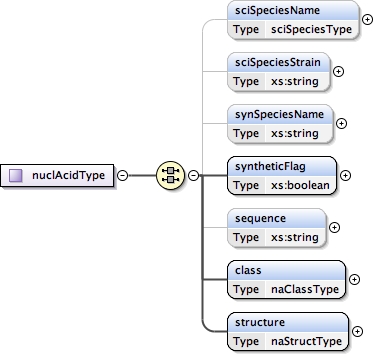 sciSpeciesName
Type sciSpeciesType
sciSpeciesStrain
Type xs:string
synSpeciesName
Type xs:string
nuclAcidType
syntheticFlag
Type xs:boolean
sequence
Type xs:string
class
Type naClassType
structure
Type naStructType